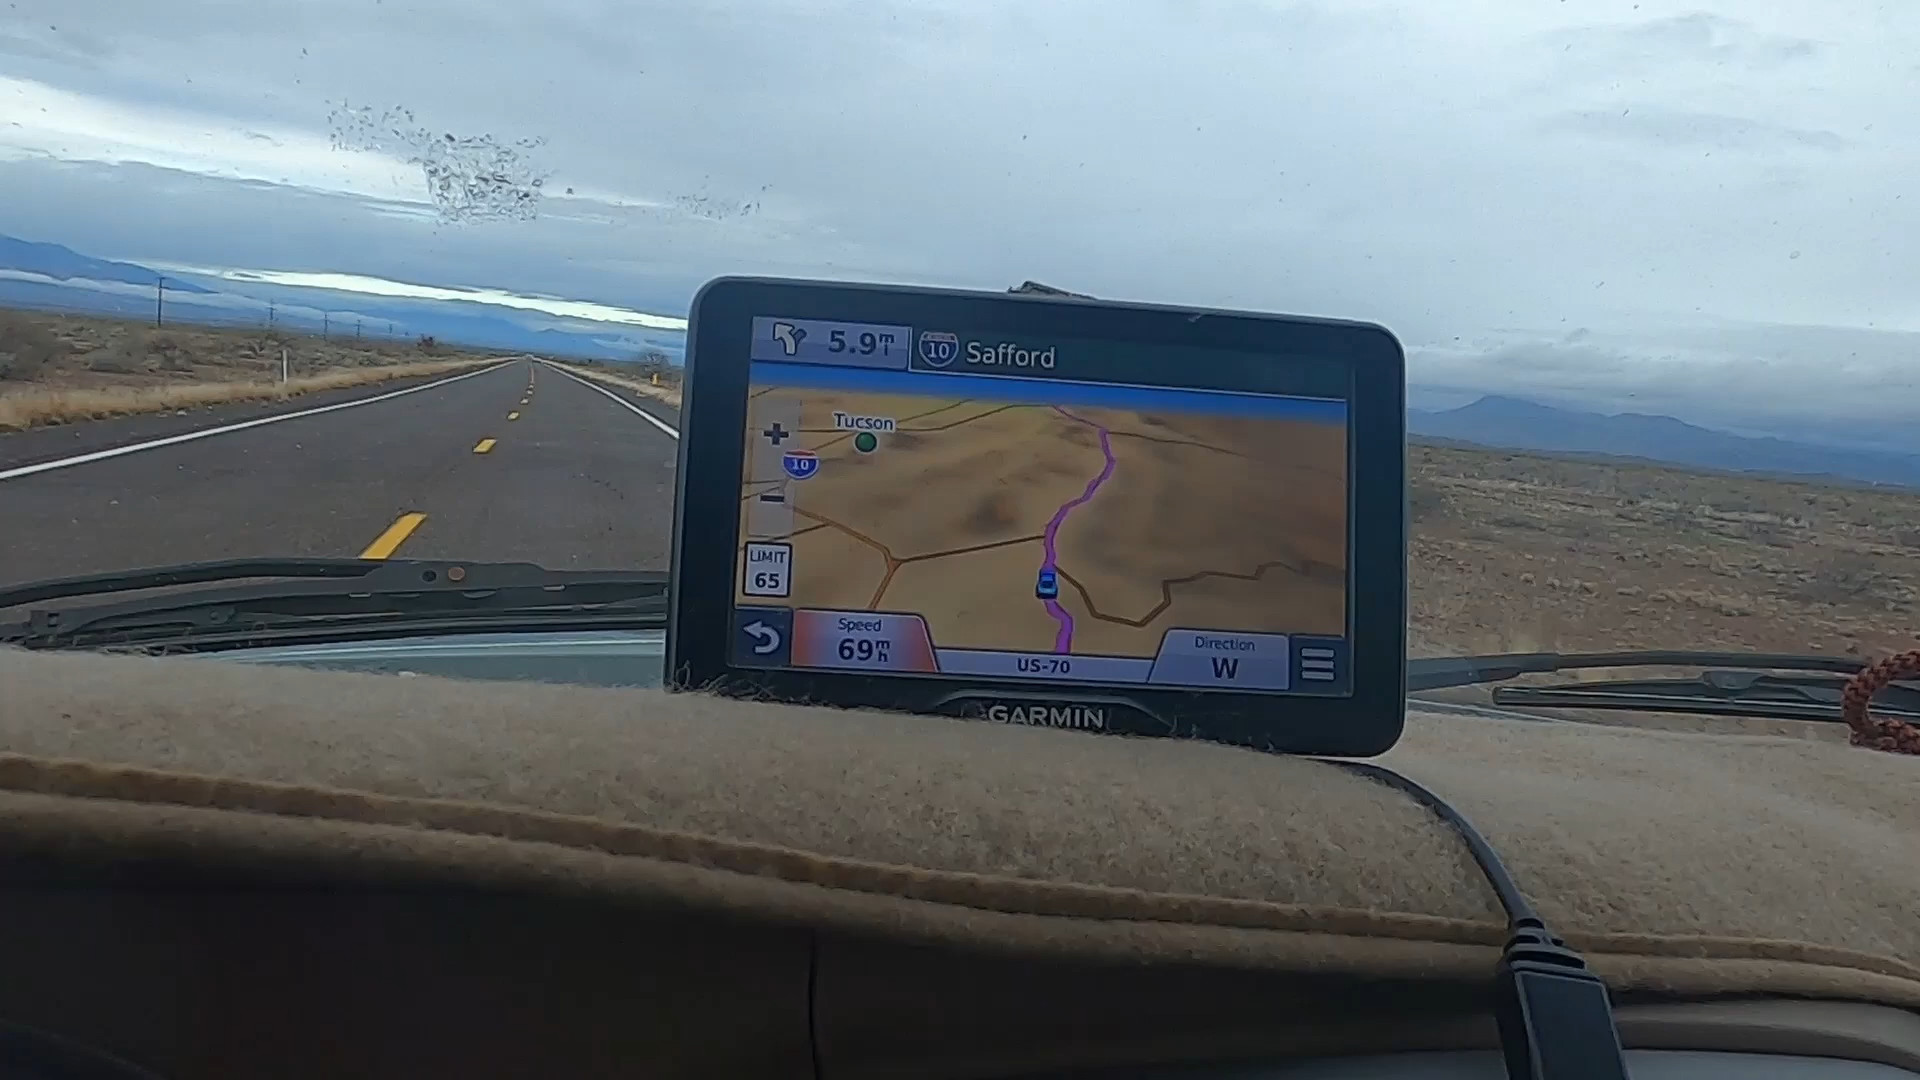 5.9 mi
10 Safford
Tucson
10
LIMIT
65
Speed
69 mh
US-70
Direction
W
GARMIN